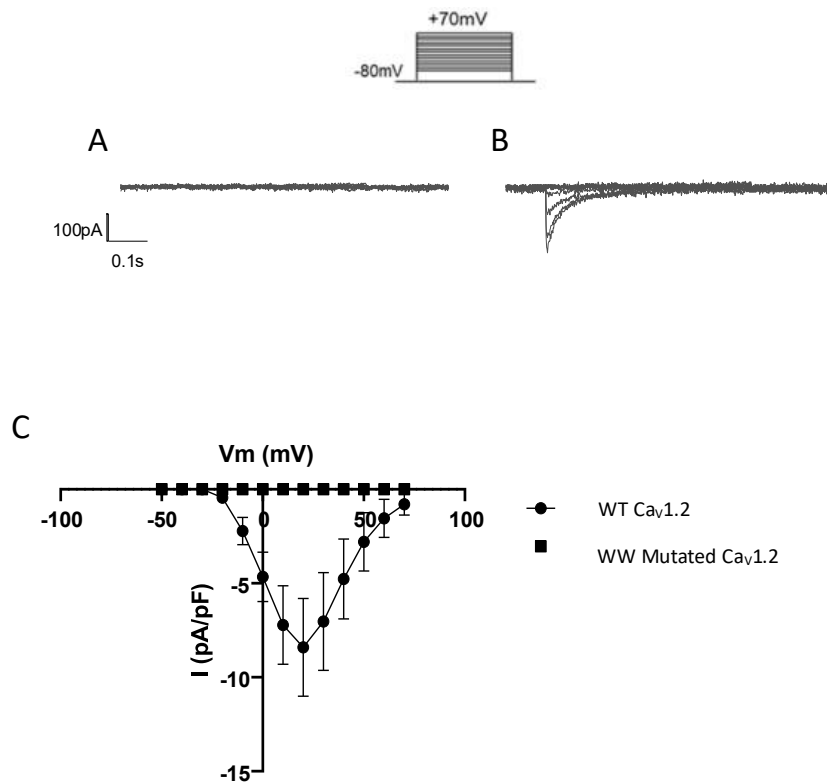 +70mV
-80mV
A
B
100pA
0.1s
C
Vm (mV)
-100
-50
0
50
100
-5
-10
-15
I (pA/pF)
WT CaV1.2
WW Mutated CaV1.2